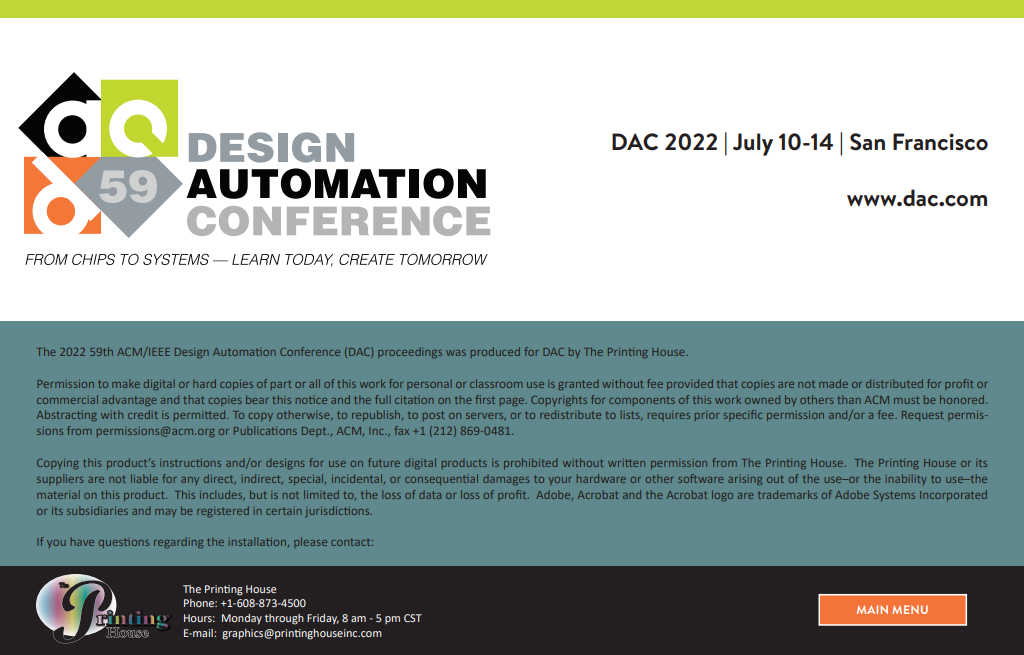 dac
59
DESIGN
AUTOMATION
CONFERENCE
FROM CHIPS TO SYSTEMS — LEARN TODAY, CREATE TOMORROW
DAC 2022 | July 10-14 | San Francisco
www.dac.com
The 2022 59th ACM/IEEE Design Automation Conference (DAC) proceedings was produced for DAC by The Printing House.
Permission to make digital or hard copies of part or all of this work for personal or classroom use is granted without fee provided that copies are not made or distributed for profit or
commercial advantage and that copies bear this notice and the full citation on the first page. Copyrights for components of this work owned by others than ACM must be honored.
Abstracting with credit is permitted. To copy otherwise, to republish, to post on servers, or to redistribute to lists, requires prior specific permission and/or a fee. Request permis-
sions from permissions@acm.org or Publications Dept., ACM, Inc., fax +1 (212) 869-0481.
Copying this product's instructions and/or designs for use on future digital products is prohibited without written permission from The Printing House. The Printing House or its
suppliers are not liable for any direct, indirect, special, incidental, or consequential damages to your hardware or other software arising out of the use–or the inability to use–the
material on this product. This includes, but is not limited to, the loss of data or loss of profit. Adobe, Acrobat and the Acrobat logo are trademarks of Adobe Systems Incorporated
or its subsidiaries and may be registered in certain jurisdictions.
If you have questions regarding the installation, please contact:
The
Printing
House
The Printing House
Phone: +1-608-873-4500
Hours: Monday through Friday, 8 am - 5 pm CST
E-mail: graphics@printinghouseinc.com
MAIN MENU